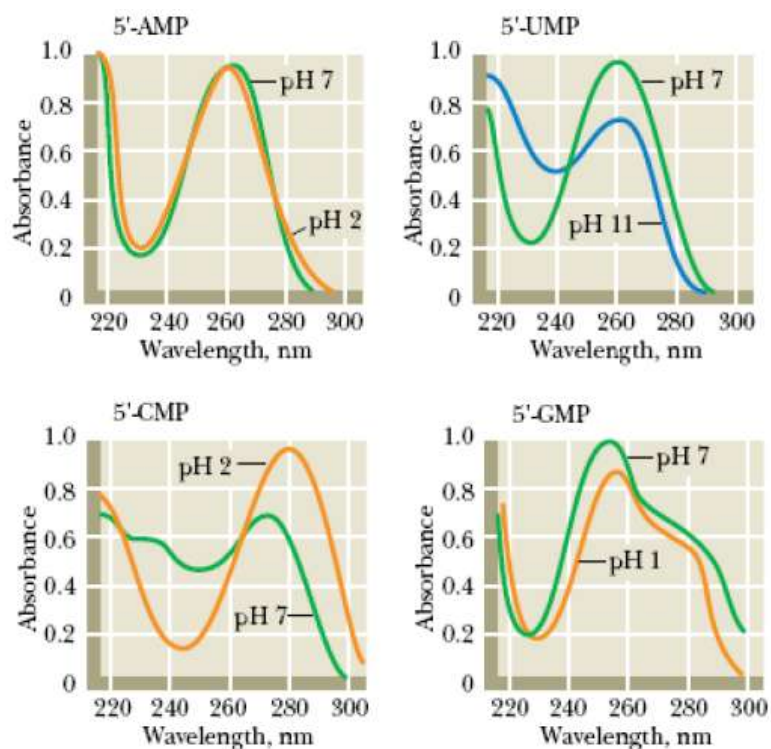 5'-AMP
1.0
0.8
0.6
0.4
0.2
0
Absorbance
pH 7
pH 2
220 240 260 280 300
Wavelength, nm
5'-UMP
1.0
0.8
0.6
0.4
0.2
0
Absorbance
pH 7
pH 11
220 240 260 280 300
Wavelength, nm
5'-CMP
1.0
0.8
0.6
0.4
0.2
0
Absorbance
pH 2
pH 7
220 240 260 280 300
Wavelength, nm
5'-GMP
1.0
0.8
0.6
0.4
0.2
0
Absorbance
pH 7
pH 1
220 240 260 280 300
Wavelength, nm